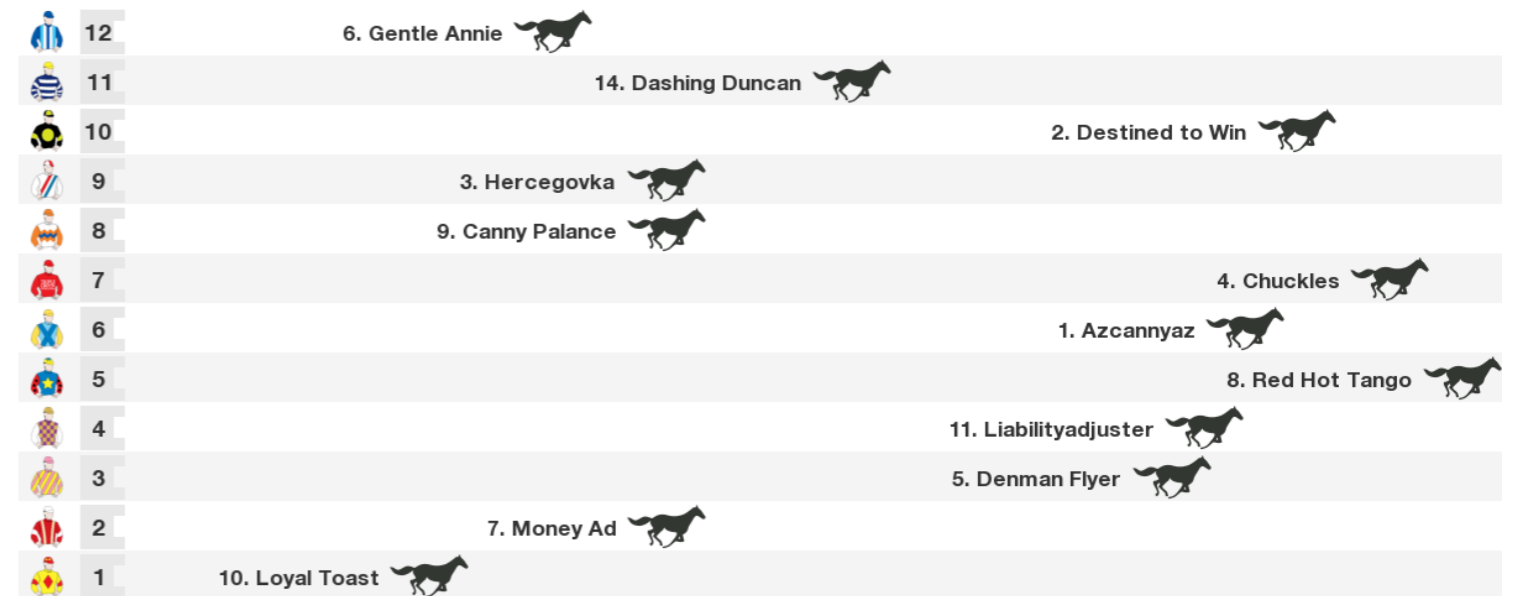 12 6. Gentle Annie
11 14. Dashing Duncan
10 2. Destined to Win
9 3. Hercegovka
8 9. Canny Palance
7 4. Chuckles
6 1. Azcannyaz
5 8. Red Hot Tango
4 11. Liabilityadjuster
3 5. Denman Flyer
2 7. Money Ad
1 10. Loyal Toast